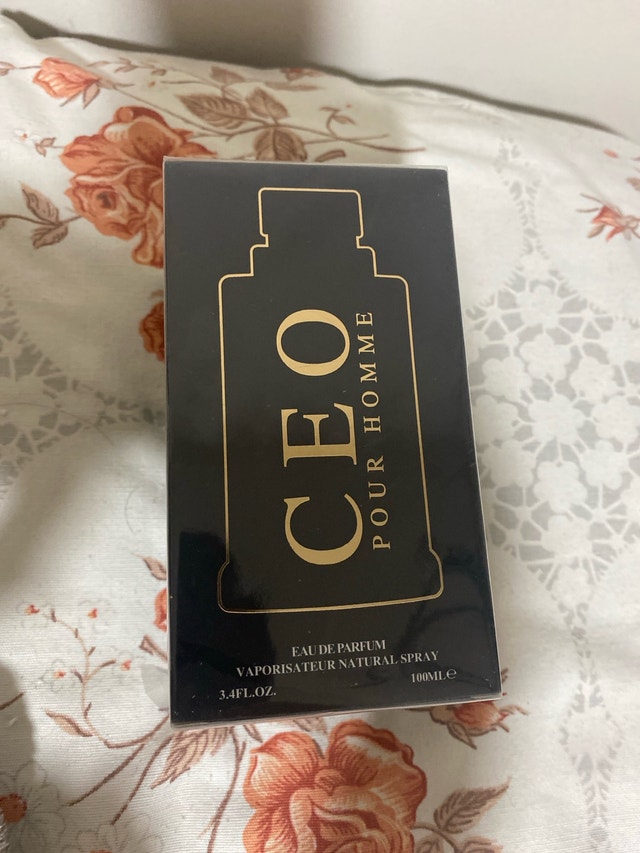 CEO
POUR HOMME
EAU DE PARFUM
VAPORISATEUR NATURAL SPRAY
3.4FL.OZ. 100ML℮